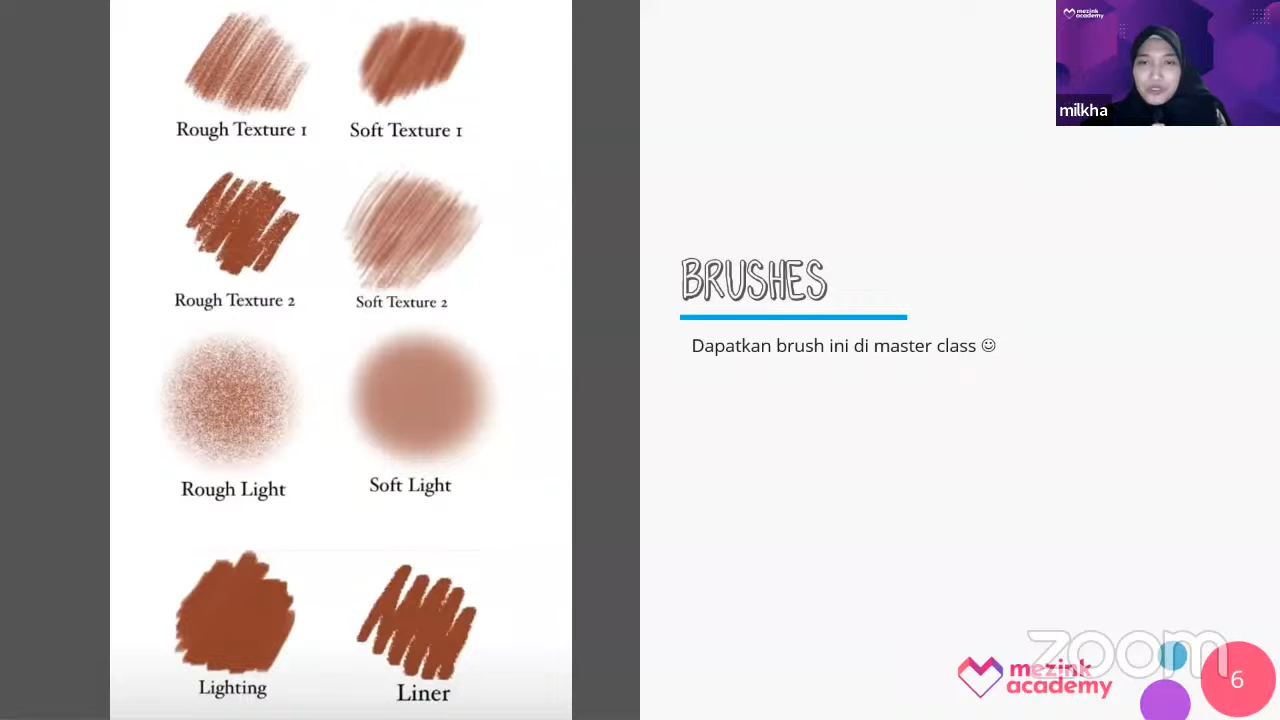 Rough Texture 1
Soft Texture 1
Rough Texture 2
Soft Texture 2
Rough Light
Soft Light
Lighting
Liner
mezink
academy
milkha
BRUSHES
Dapatkan brush ini di master class ☺
zoom
mezink
academy
6